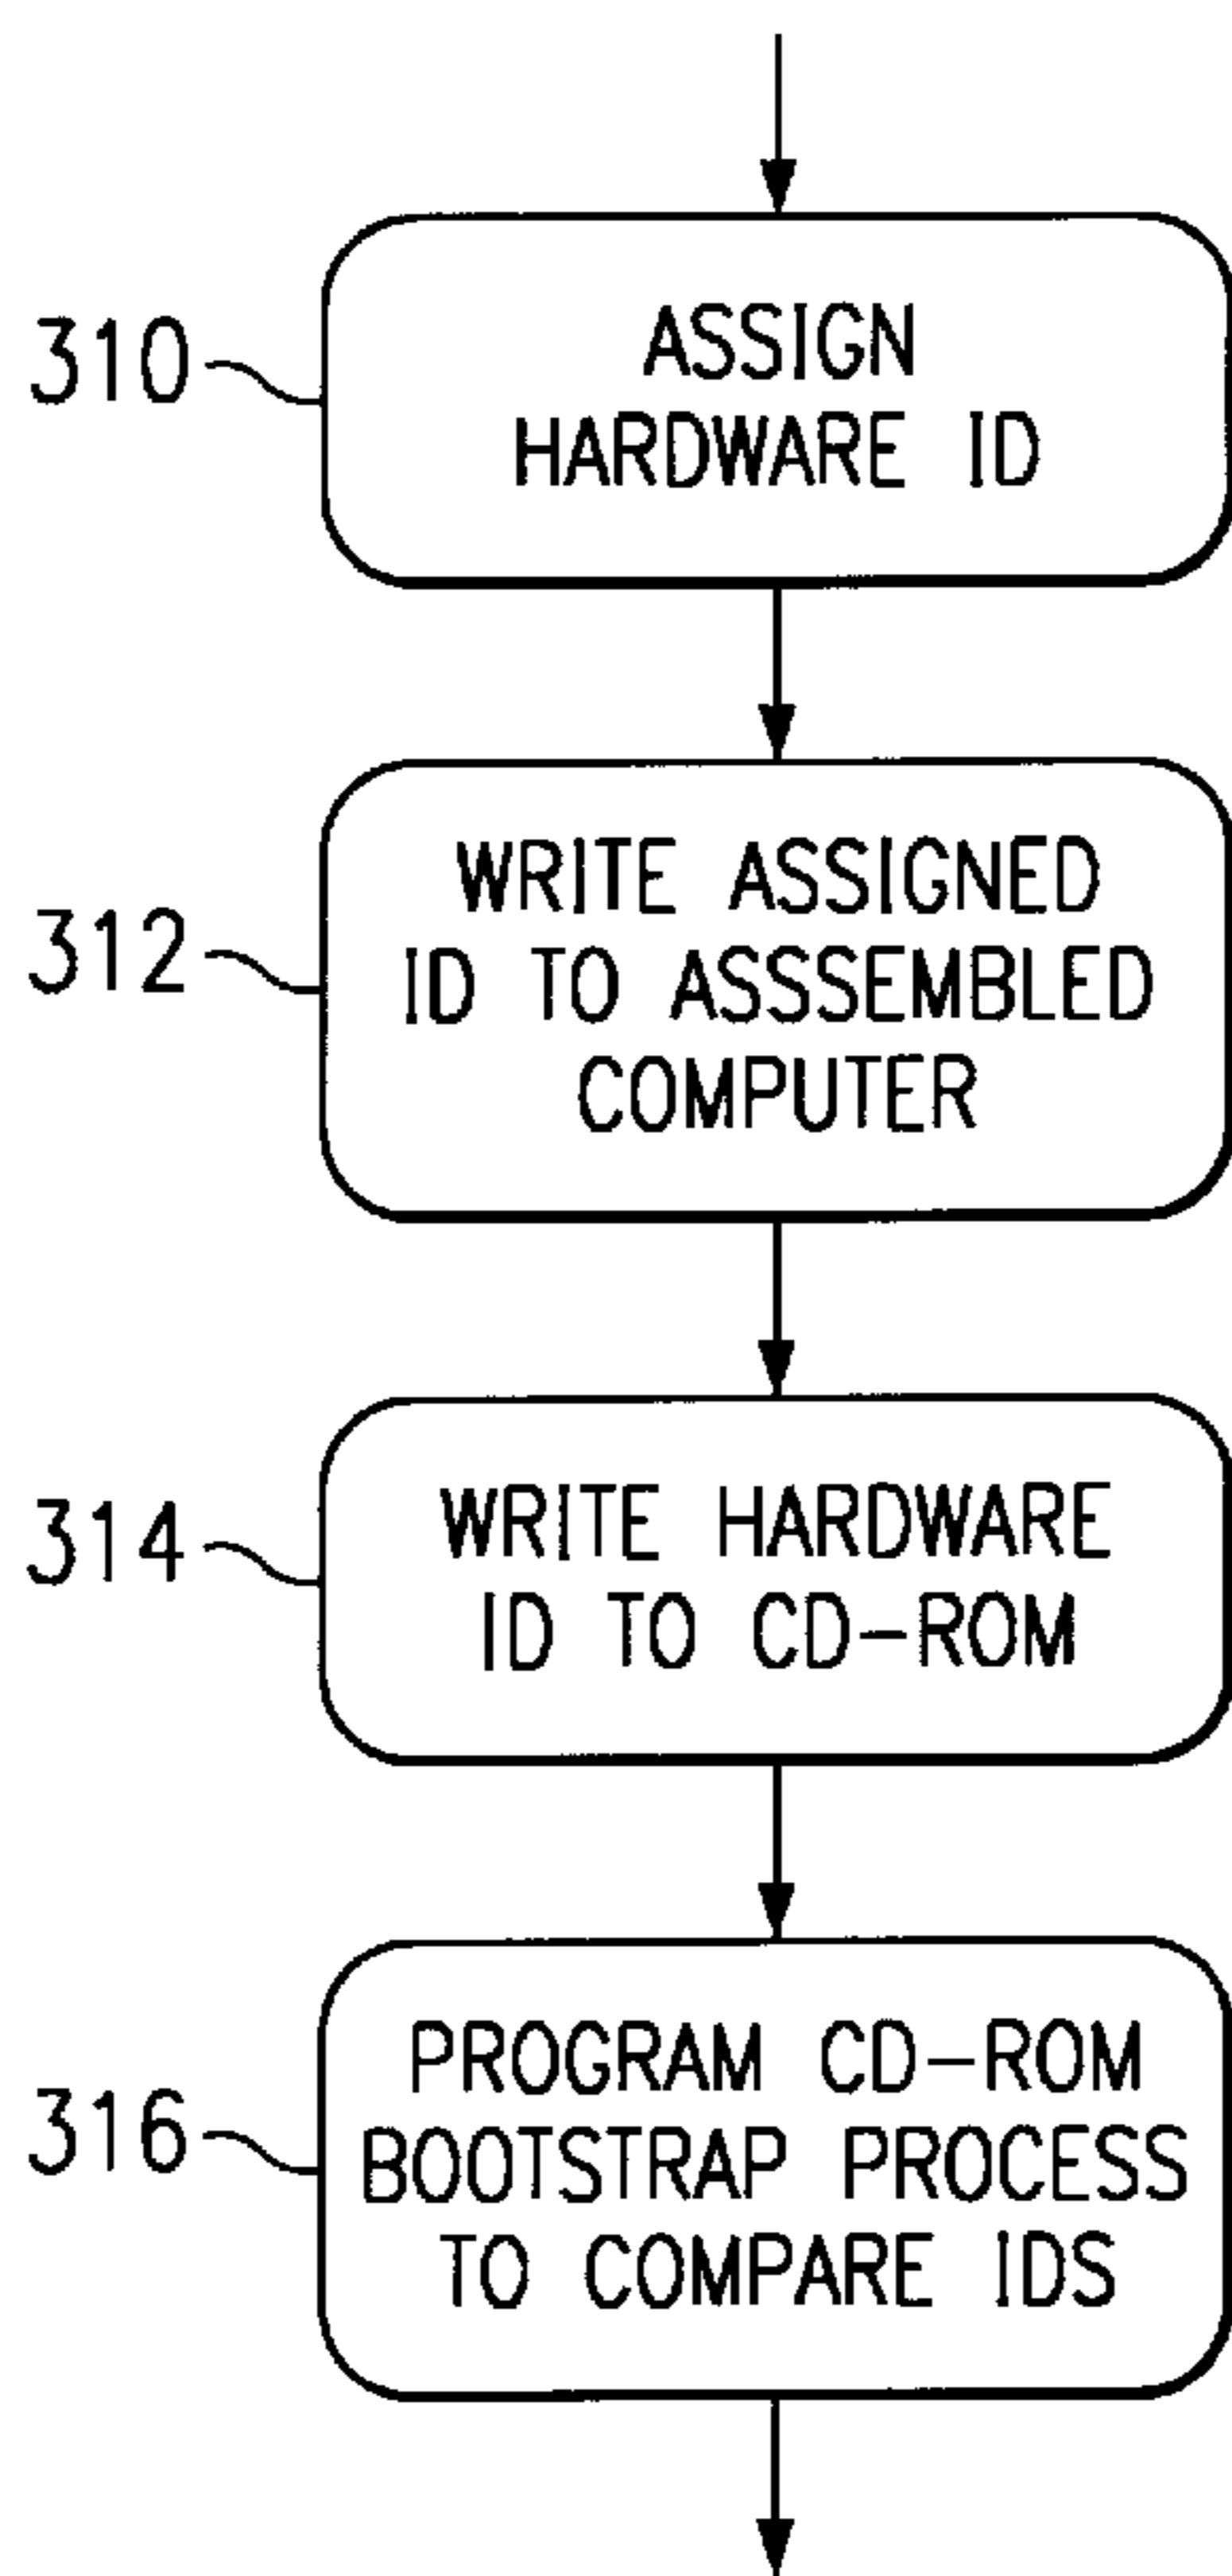 310
ASSIGN
HARDWARE ID
312
WRITE ASSIGNED
ID TO ASSSEMBLED
COMPUTER
314
WRITE HARDWARE
ID TO CD-ROM
316
PROGRAM CD-ROM
BOOTSTRAP PROCESS
TO COMPARE IDS